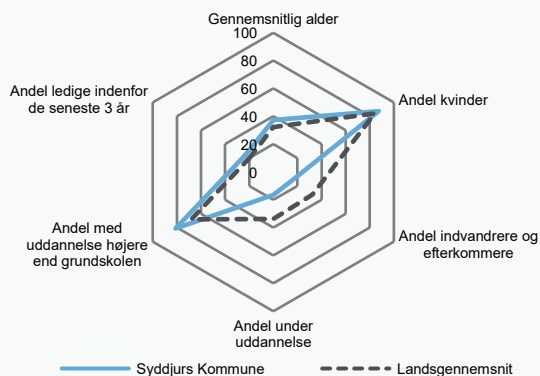 Gennemsnitlig alder
100
80
60
40
20
0
Andel kvinder
Andel indvandrere og
efterkommere
Andel under
uddannelse
Andel med
uddannelse højere
end grundskolen
Andel ledige indenfor
de seneste 3 år
Syddjurs Kommune
Landsgennemsnit